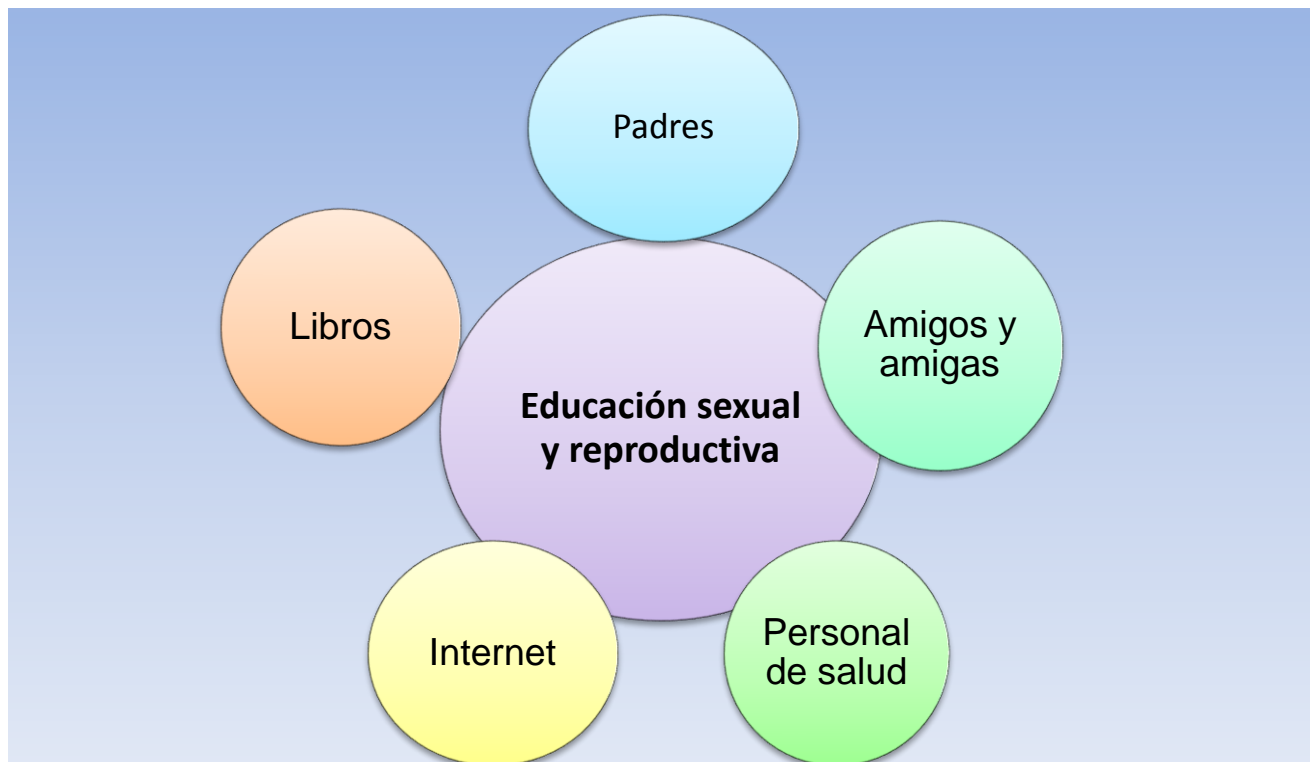 Padres
Libros
Amigos y
amigas
Educación sexual
y reproductiva
Internet
Personal
de salud